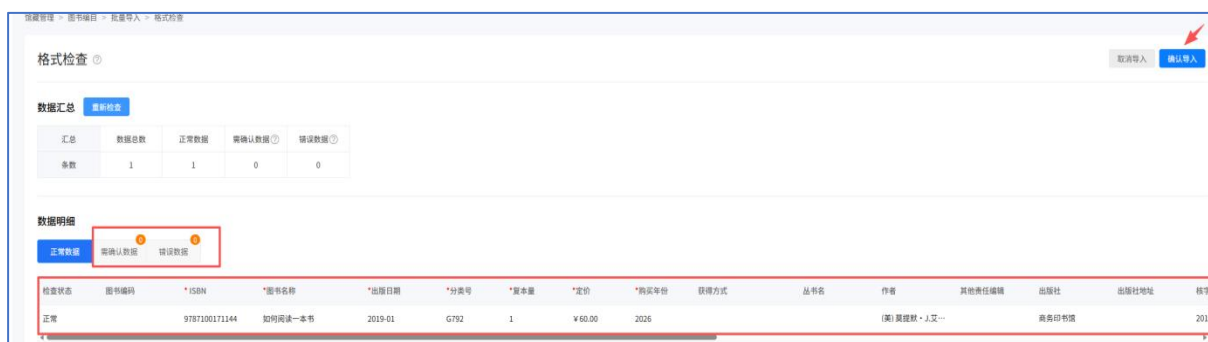 馆藏管理 > 图书编目 > 批量导入 > 格式检查
格式检查 ?
取消导入 确认导入
数据汇总 重新检查
汇总 数据总数 正常数据 需确认数据? 错误数据?
条数 1 1 0 0
数据明细
正常数据 需确认数据 0 错误数据 0
检查状态 图书编码 *ISBN *图书名称 *出版日期 *分类号 *复本量 *定价 *购买年份 获得方式 丛书名 作者 其他责任编辑 出版社 出版社地址
正常 9787100171144 如何阅读一本书 2019-01 G792 1 ¥60.00 2026 (美) 莫提默·J.艾… 商务印书馆 201